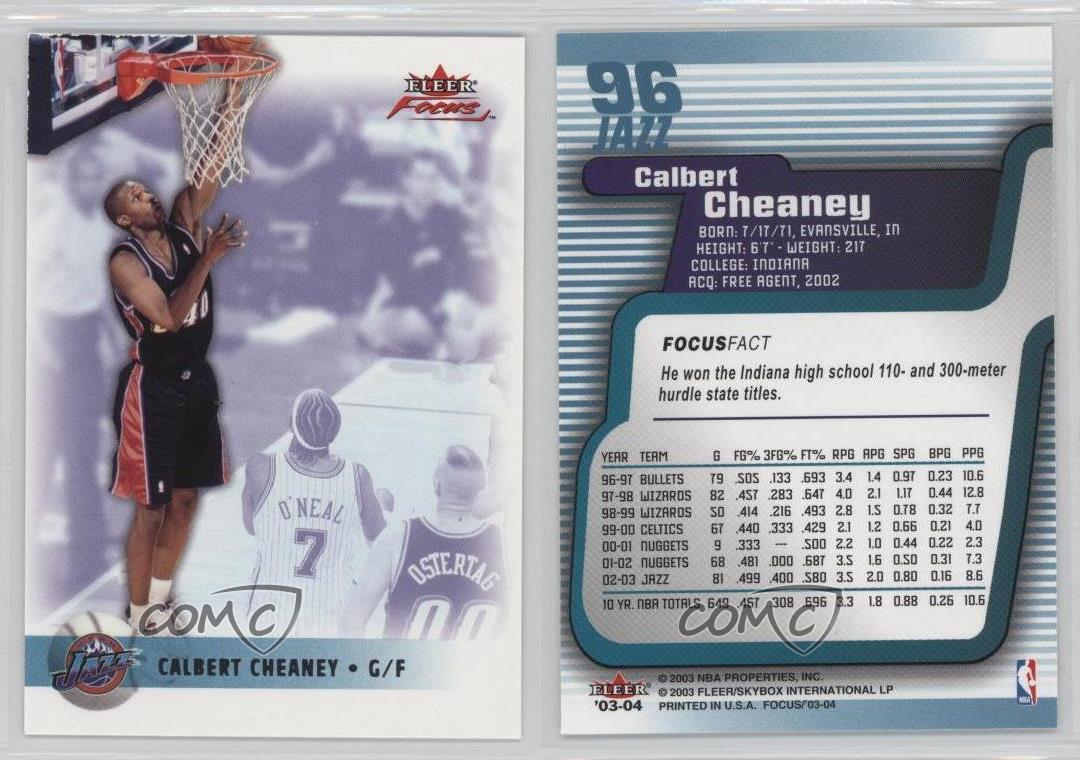 FLEER
Focus
40
O'NEAL
7
OSTERTAG
00
JAZZ
CALBERT CHEANEY • G/F
COMC
96
JAZZ
Calbert
Cheaney
BORN: 7/17/71, EVANSVILLE, IN
HEIGHT: 6'7" - WEIGHT: 217
COLLEGE: INDIANA
ACQ: FREE AGENT, 2002
FOCUSFACT
He won the Indiana high school 110- and 300-meter
hurdle state titles.
YEAR TEAM G FG% 3FG% FT% RPG APG SPG BPG PPG
96-97 BULLETS 79 .505 .133 .693 3.4 1.4 0.97 0.23 10.6
97-98 WIZARDS 82 .457 .283 .647 4.0 2.1 1.17 0.44 12.8
98-99 WIZARDS 50 .414 .216 .493 2.8 1.5 0.78 0.32 7.7
99-00 CELTICS 67 .440 .333 .429 2.1 1.2 0.66 0.21 4.0
00-01 NUGGETS 9 .333 --- .500 2.2 1.0 0.44 0.22 2.3
01-02 NUGGETS 68 .481 .000 .687 3.5 1.6 0.50 0.31 7.3
02-03 JAZZ 81 .499 .400 .580 3.5 2.0 0.80 0.16 8.6
10 YR. NBA TOTALS 649 .467 .308 .696 3.3 1.8 0.88 0.26 10.6
COMC
FLEER
'03-04
© 2003 NBA PROPERTIES, INC.
© 2003 FLEER/SKYBOX INTERNATIONAL LP
PRINTED IN U.S.A. FOCUS/'03-04
NBA